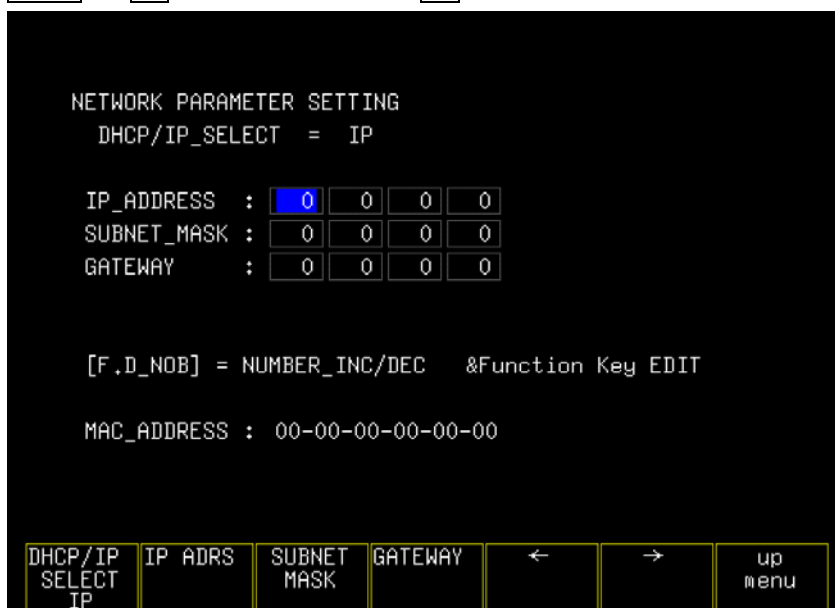 NETWORK PARAMETER SETTING
DHCP/IP_SELECT = IP
IP_ADDRESS : 0 0 0 0
SUBNET_MASK : 0 0 0 0
GATEWAY : 0 0 0 0
[F.D_NOB] = NUMBER_INC/DEC &Function Key EDIT
MAC_ADDRESS : 00-00-00-00-00-00
DHCP/IP SELECT IP
IP ADRS
SUBNET MASK
GATEWAY
←
→
up menu